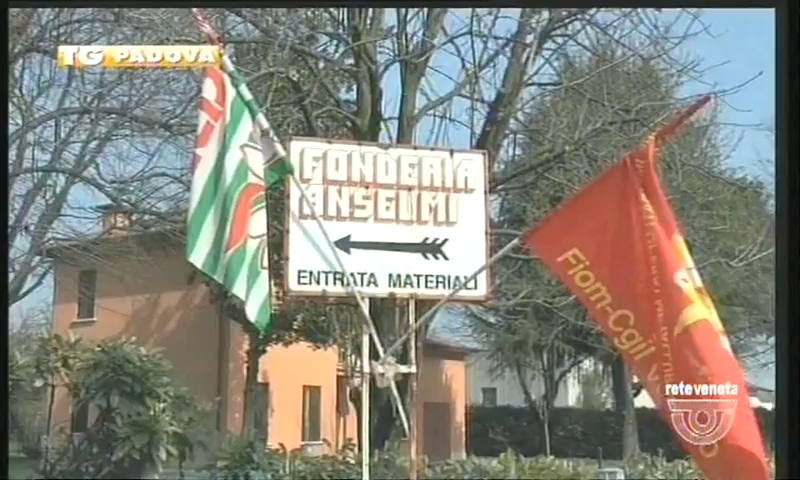 TG PADOVA
FONDERIA
ANSELMI
ENTRATA MATERIALI
Fiom-Cgil
reteveneta